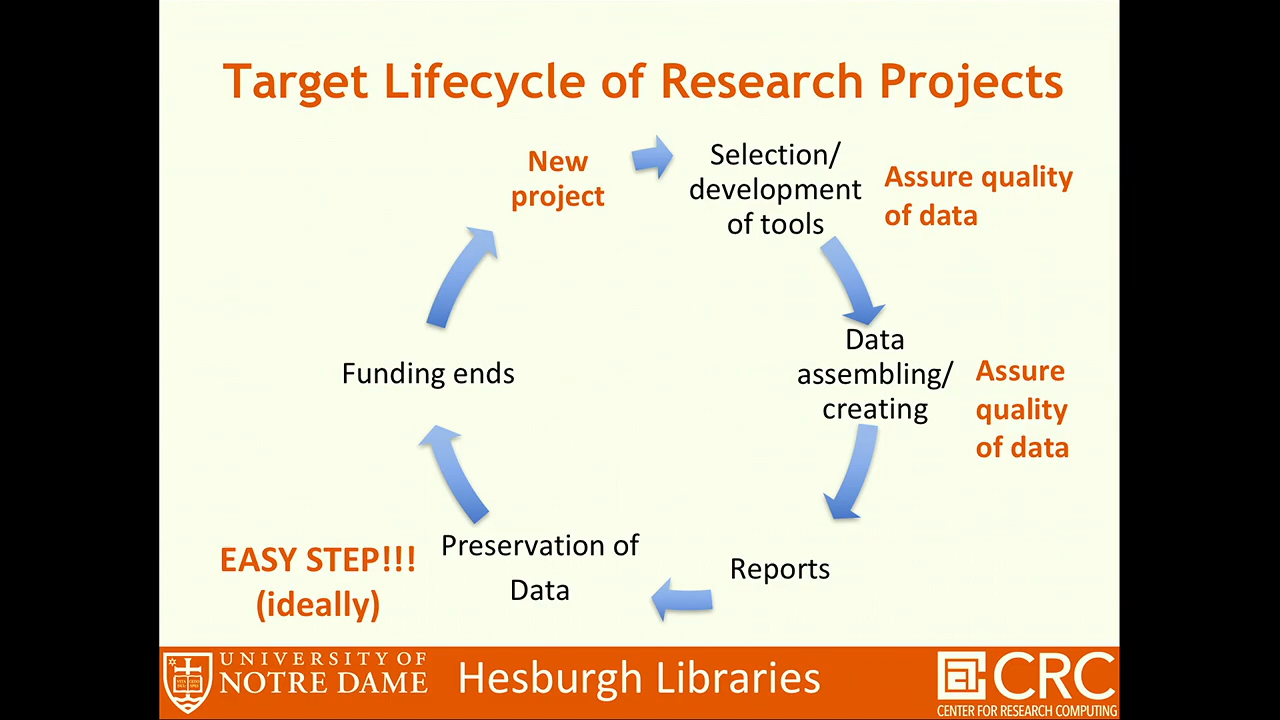 Target Lifecycle of Research Projects
New
project
Selection/
development
of tools
Assure quality
of data
Data
assembling/
creating
Assure
quality
of data
Reports
Preservation of
Data
EASY STEP!!!
(ideally)
Funding ends
UNIVERSITY OF
NOTRE DAME
Hesburgh Libraries
CRC
CENTER FOR RESEARCH COMPUTING